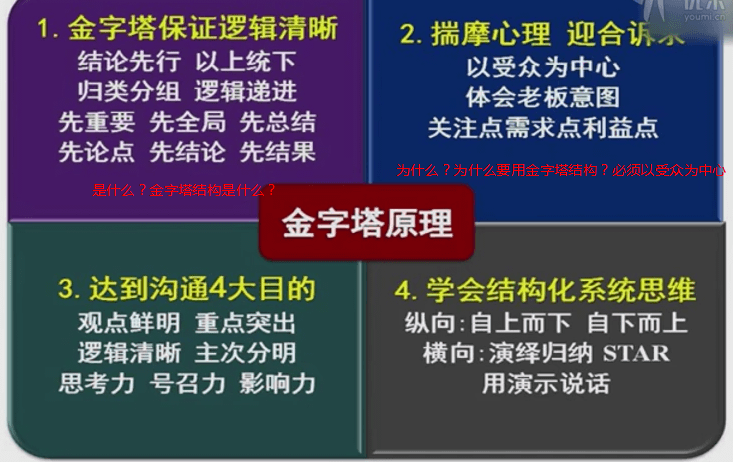 1. 金字塔保证逻辑清晰
结论先行 以上统下
归类分组 逻辑递进
先重要 先全局 先总结
先论点 先结论 先结果
是什么？金字塔结构是什么？
youmi.cn
2. 揣摩心理 迎合诉求
以受众为中心
体会老板意图
关注点需求点利益点
为什么？为什么要用金字塔结构？必须以受众为中心
金字塔原理
3. 达到沟通4大目的
观点鲜明 重点突出
逻辑清晰 主次分明
思考力 号召力 影响力
4. 学会结构化系统思维
纵向:自上而下 自下而上
横向:演绎归纳 STAR
用演示说话